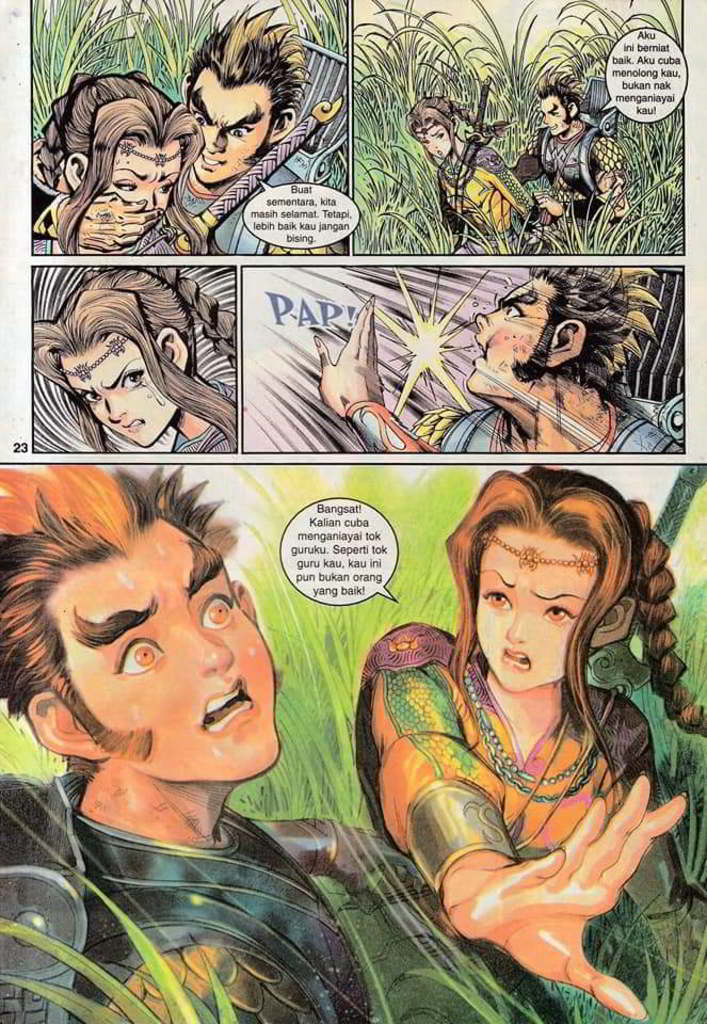 Buat
sementara, kita
masih selamat. Tetapi,
lebih baik kau jangan
bising.
Aku
ini berniat
baik. Aku cuba
menolong kau,
bukan nak
menganiayai
kau!
PAP!
23
Bangsat!
Kalian cuba
menganiayai tok
guruku. Seperti tok
guru kau, kau ini
pun bukan orang
yang baik!